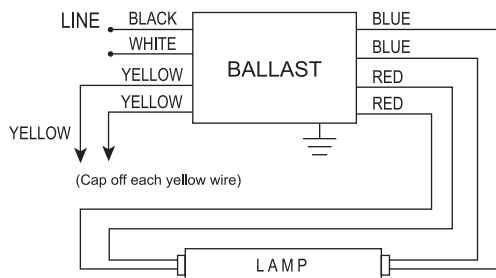 LINE
BLACK
WHITE
YELLOW
YELLOW
YELLOW
(Cap off each yellow wire)
BALLAST
BLUE
BLUE
RED
RED
LAMP